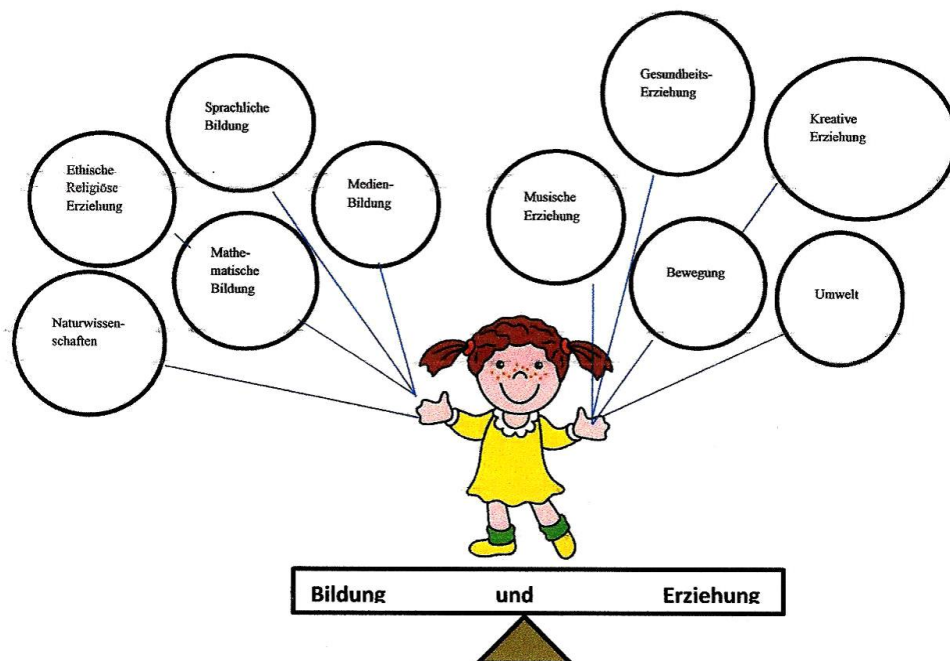 Sprachliche
Bildung
Ethische
Religiöse
Erziehung
Medien-
Bildung
Mathe-
matische
Bildung
Naturwissen-
schaften
Gesundheits-
Erziehung
Kreative
Erziehung
Musische
Erziehung
Bewegung
Umwelt
Bildung und Erziehung